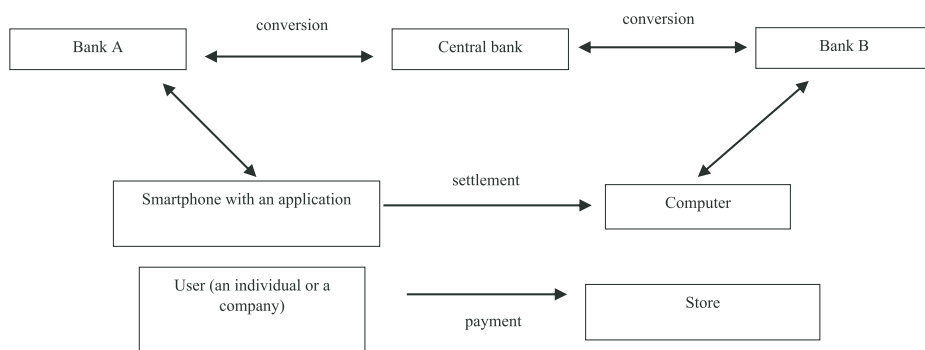 conversion
conversion
Bank A
Central bank
Bank B
settlement
Smartphone with an application
Computer
User (an individual or a
company)
Store
payment